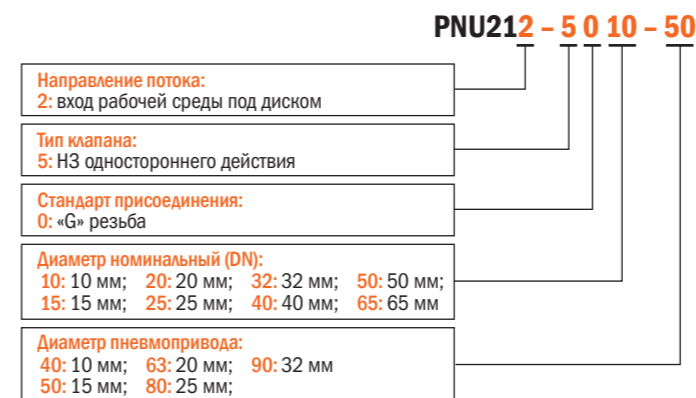 PNU212 – 5 0 10 – 50
Направление потока:
2: вход рабочей среды под диском
Тип клапана:
5: НЗ одностороннего действия
Стандарт присоединения:
0: «G» резьба
Диаметр номинальный (DN):
10: 10 мм; 20: 20 мм; 32: 32 мм; 50: 50 мм;
15: 15 мм; 25: 25 мм; 40: 40 мм; 65: 65 мм
Диаметр пневмопривода:
40: 10 мм; 63: 20 мм; 90: 32 мм
50: 15 мм; 80: 25 мм;